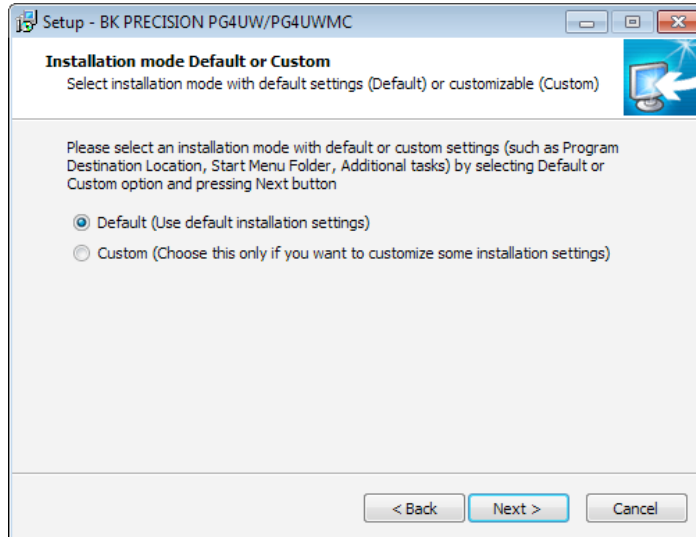 Setup - BK PRECISION PG4UW/PG4UWMC
Installation mode Default or Custom
Select installation mode with default settings (Default) or customizable (Custom)
Please select an installation mode with default or custom settings (such as Program
Destination Location, Start Menu Folder, Additional tasks) by selecting Default or
Custom option and pressing Next button
Default (Use default installation settings)
Custom (Choose this only if you want to customize some installation settings)
< Back Next > Cancel